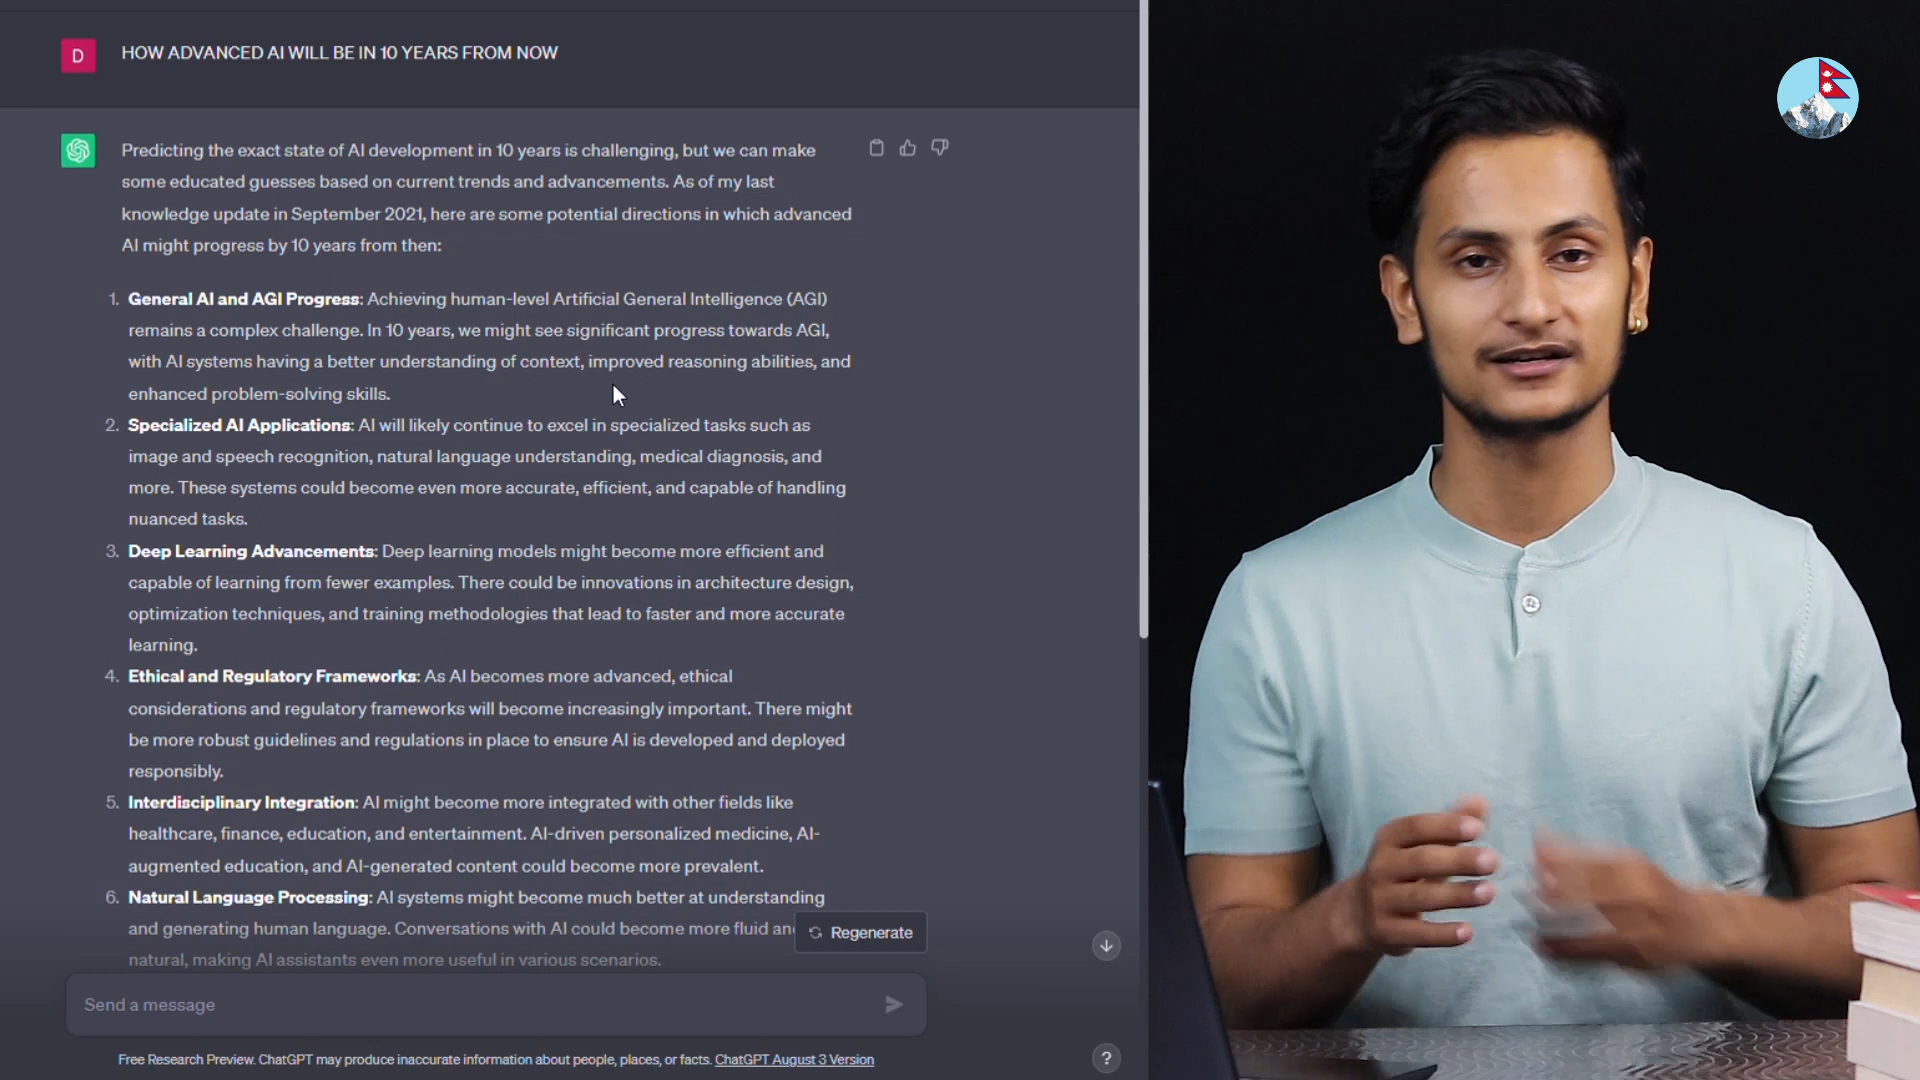 D
HOW ADVANCED AI WILL BE IN 10 YEARS FROM NOW
Predicting the exact state of AI development in 10 years is challenging, but we can make
some educated guesses based on current trends and advancements. As of my last
knowledge update in September 2021, here are some potential directions in which advanced
AI might progress by 10 years from then:
1. General AI and AGI Progress: Achieving human-level Artificial General Intelligence (AGI)
remains a complex challenge. In 10 years, we might see significant progress towards AGI,
with AI systems having a better understanding of context, improved reasoning abilities, and
enhanced problem-solving skills.
2. Specialized AI Applications: AI will likely continue to excel in specialized tasks such as
image and speech recognition, natural language understanding, medical diagnosis, and
more. These systems could become even more accurate, efficient, and capable of handling
nuanced tasks.
3. Deep Learning Advancements: Deep learning models might become more efficient and
capable of learning from fewer examples. There could be innovations in architecture design,
optimization techniques, and training methodologies that lead to faster and more accurate
learning.
4. Ethical and Regulatory Frameworks: As AI becomes more advanced, ethical
considerations and regulatory frameworks will become increasingly important. There might
be more robust guidelines and regulations in place to ensure AI is developed and deployed
responsibly.
5. Interdisciplinary Integration: AI might become more integrated with other fields like
healthcare, finance, education, and entertainment. AI-driven personalized medicine, AI-
augmented education, and AI-generated content could become more prevalent.
6. Natural Language Processing: AI systems might become much better at understanding
and generating human language. Conversations with AI could become more fluid an
natural, making AI assistants even more useful in various scenarios.
Regenerate
Send a message
Free Research Preview. ChatGPT may produce inaccurate information about people, places, or facts. ChatGPT August 3 Version
?